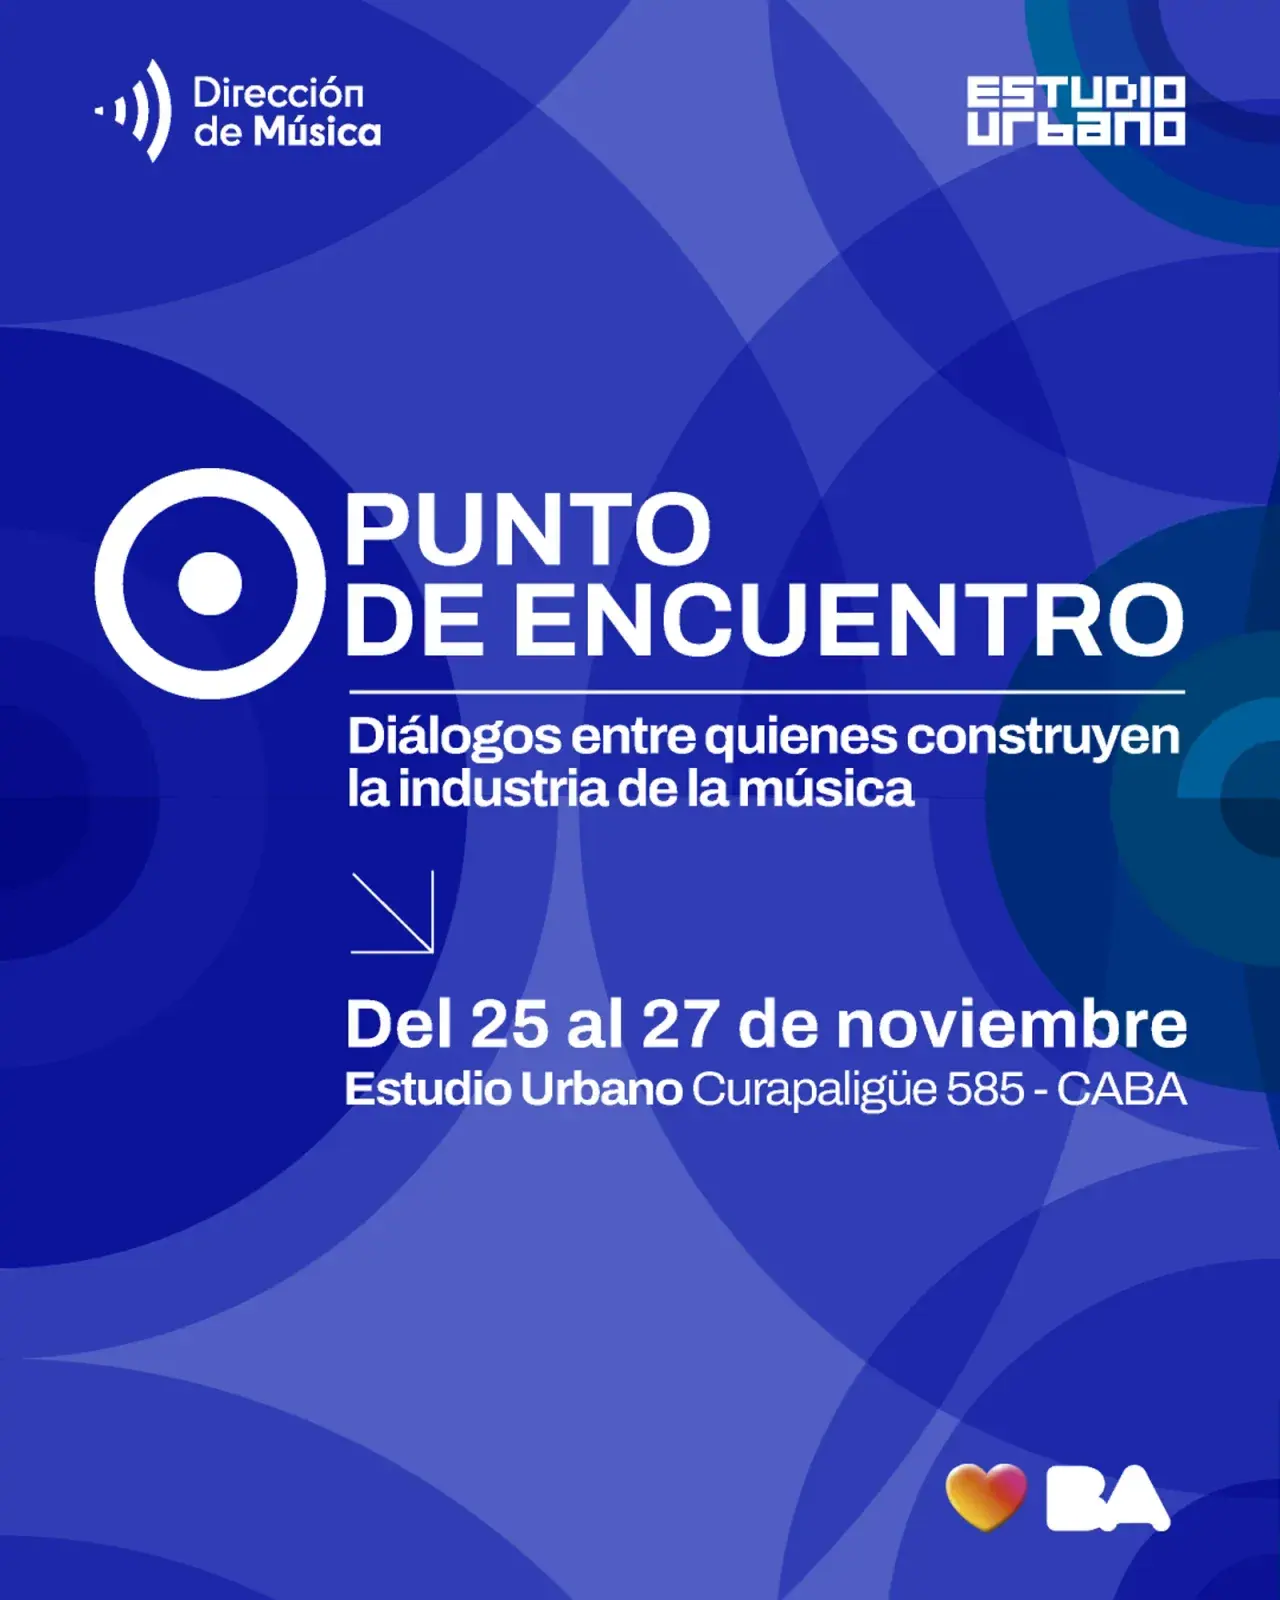 Dirección
de Música
ESTUDIO
URBANO
PUNTO
DE ENCUENTRO
Diálogos entre quienes construyen
la industria de la música
Del 25 al 27 de noviembre
Estudio Urbano Curapaligüe 585 - CABA
BA